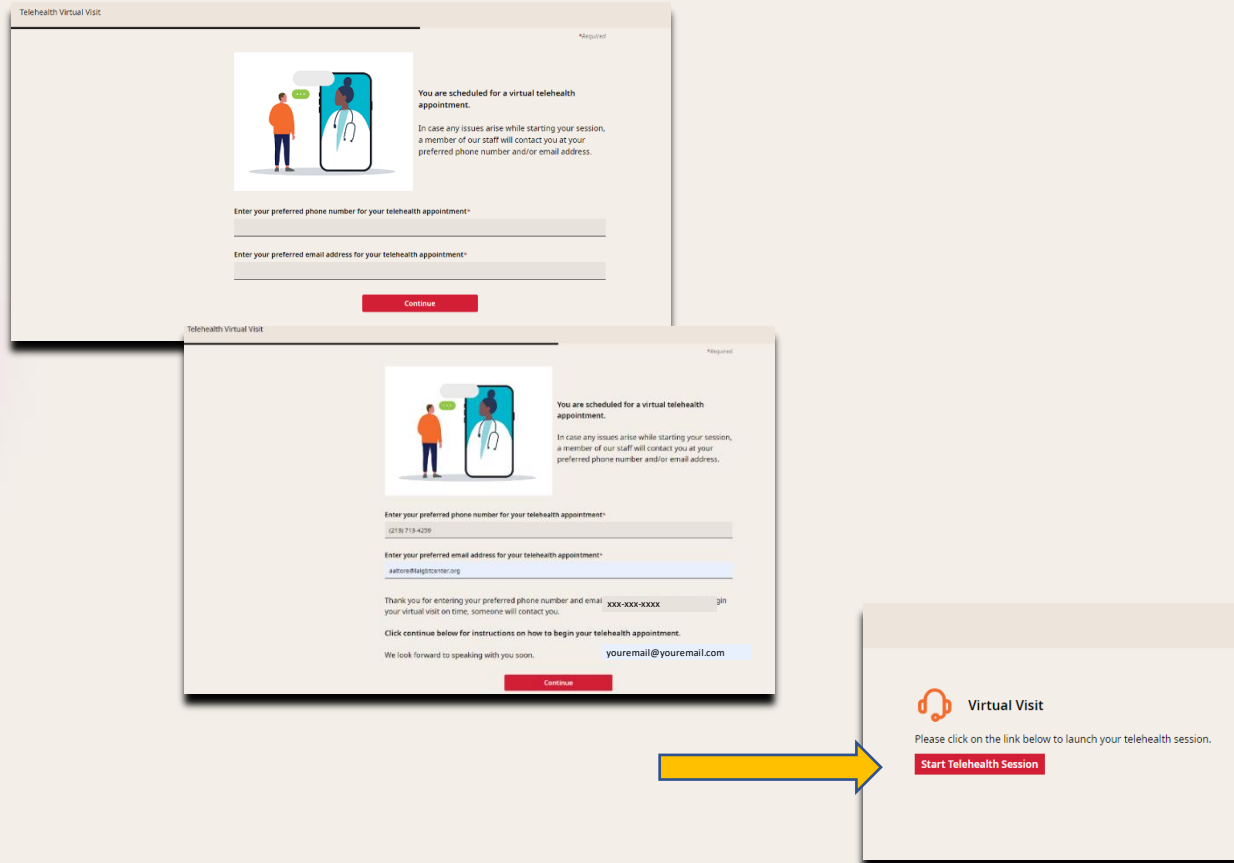 Telehealth Virtual Visit
*Required
You are scheduled for a virtual telehealth
appointment.
In case any issues arise while starting your session,
a member of our staff will contact you at your
preferred phone number and/or email address.
Enter your preferred phone number for your telehealth appointment*
Enter your preferred email address for your telehealth appointment*
Continue
Telehealth Virtual Visit
*Required
You are scheduled for a virtual telehealth
appointment.
In case any issues arise while starting your session,
a member of our staff will contact you at your
preferred phone number and/or email address.
Enter your preferred phone number for your telehealth appointment*
Enter your preferred email address for your telehealth appointment*
Thank you for entering your preferred phone number and
xxx-xxx-xxxx
your virtual visit on time, someone will contact you.
Click continue below for instructions on how to begin your telehealth appointment.
We look forward to speaking with you soon.
youremail@youremail.com
Continue
Virtual Visit
Please click on the link below to launch your telehealth session.
Start Telehealth Session